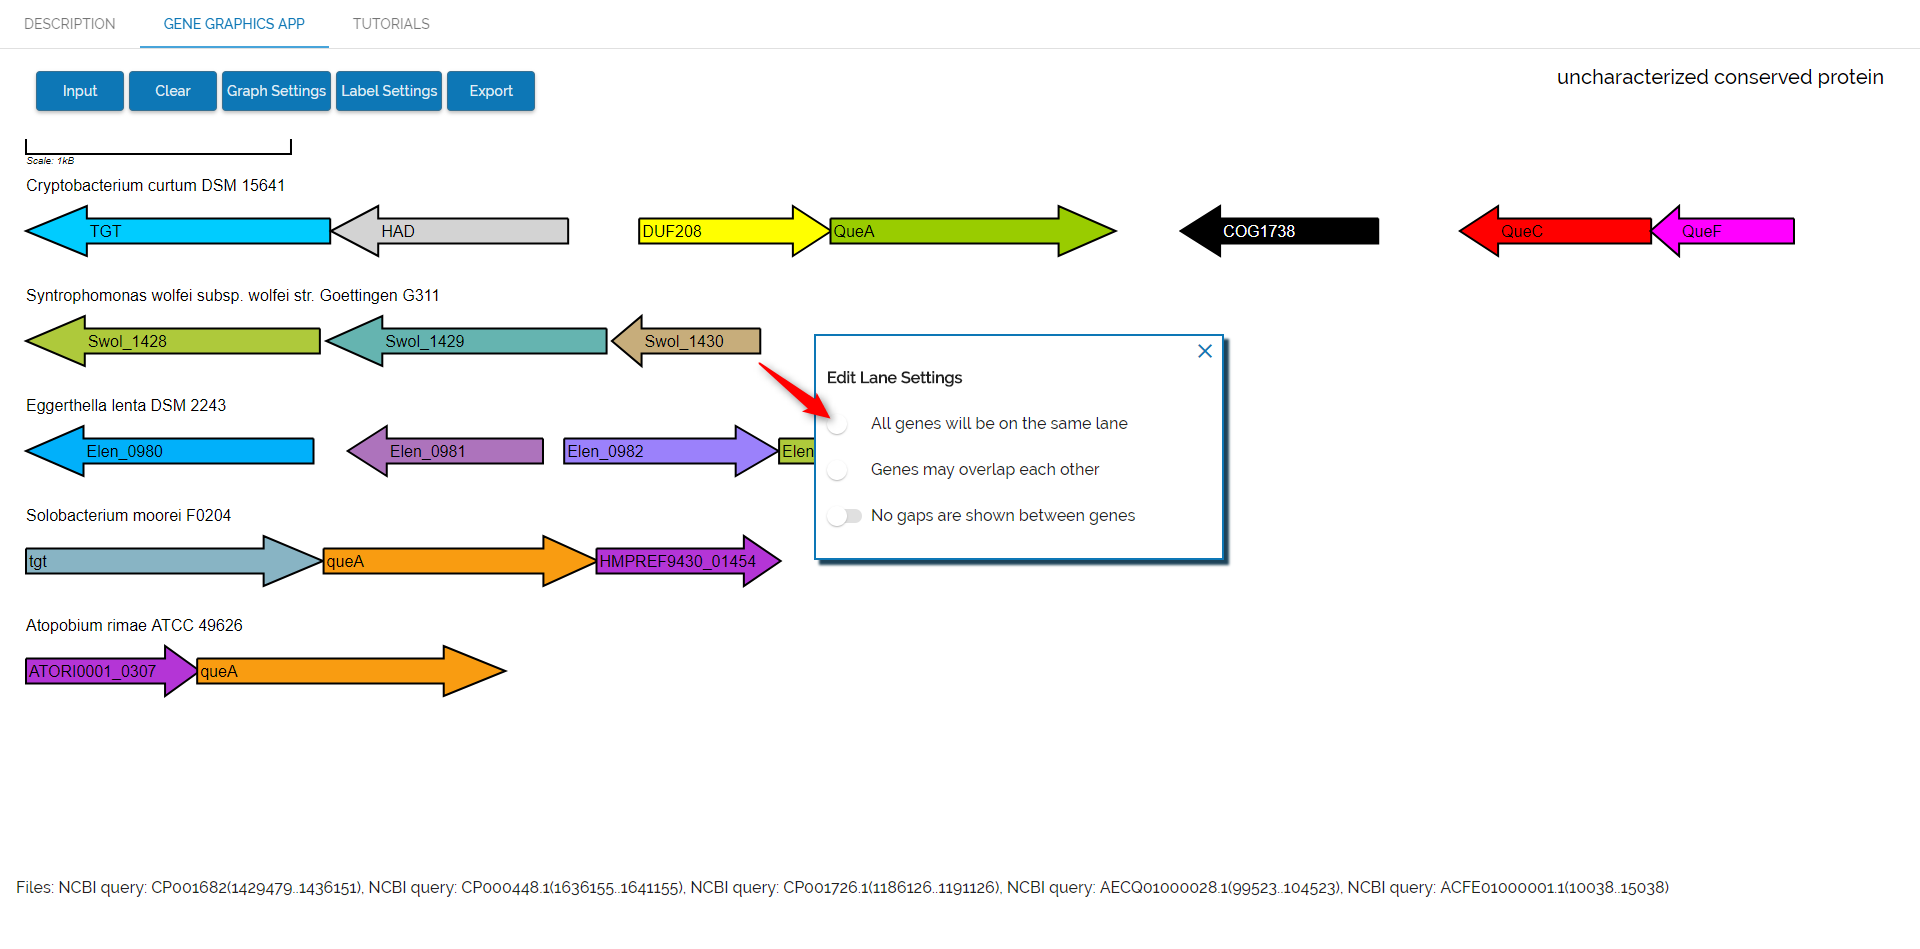 DESCRIPTION GENE GRAPHICS APP TUTORIALS
Input Clear Graph Settings Label Settings Export
uncharacterized conserved protein
Scale: 1kB
Cryptobacterium curtum DSM 15641
TGT HAD DUF208 QueA COG1738 QueC QueF
Syntrophomonas wolfei subsp. wolfei str. Goettingen G311
Swol_1428 Swol_1429 Swol_1430
Edit Lane Settings
Eggerthella lenta DSM 2243
All genes will be on the same lane
Elen_0980 Elen_0981 Elen_0982 Elen
Genes may overlap each other
Solobacterium moorei F0204
No gaps are shown between genes
tgt queA HMPREF9430_01454
Atopobium rimae ATCC 49626
ATORI0001_0307 queA
Files: NCBI query: CP001682(1429479..1436151), NCBI query: CP000448.1(1636155..1641155), NCBI query: CP001726.1(1186126..1191126), NCBI query: AECQ01000028.1(99523..104523), NCBI query: ACFE01000001.1(10038..15038)